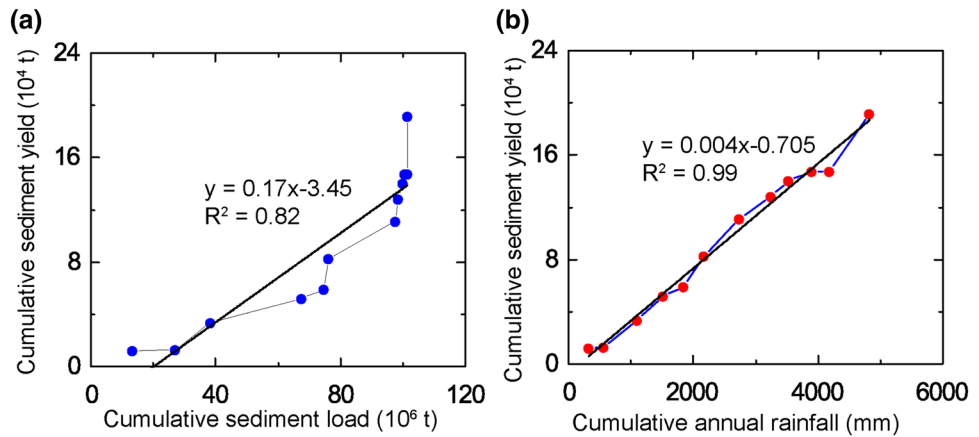 (a)
Cumulative sediment yield (10⁴ t)
24
16
8
0
y = 0.17x-3.45
R² = 0.82
0 40 80 120
Cumulative sediment load (10⁶ t)
(b)
Cumulative sediment yield (10⁴ t)
24
16
8
0
y = 0.004x-0.705
R² = 0.99
0 2000 4000 6000
Cumulative annual rainfall (mm)